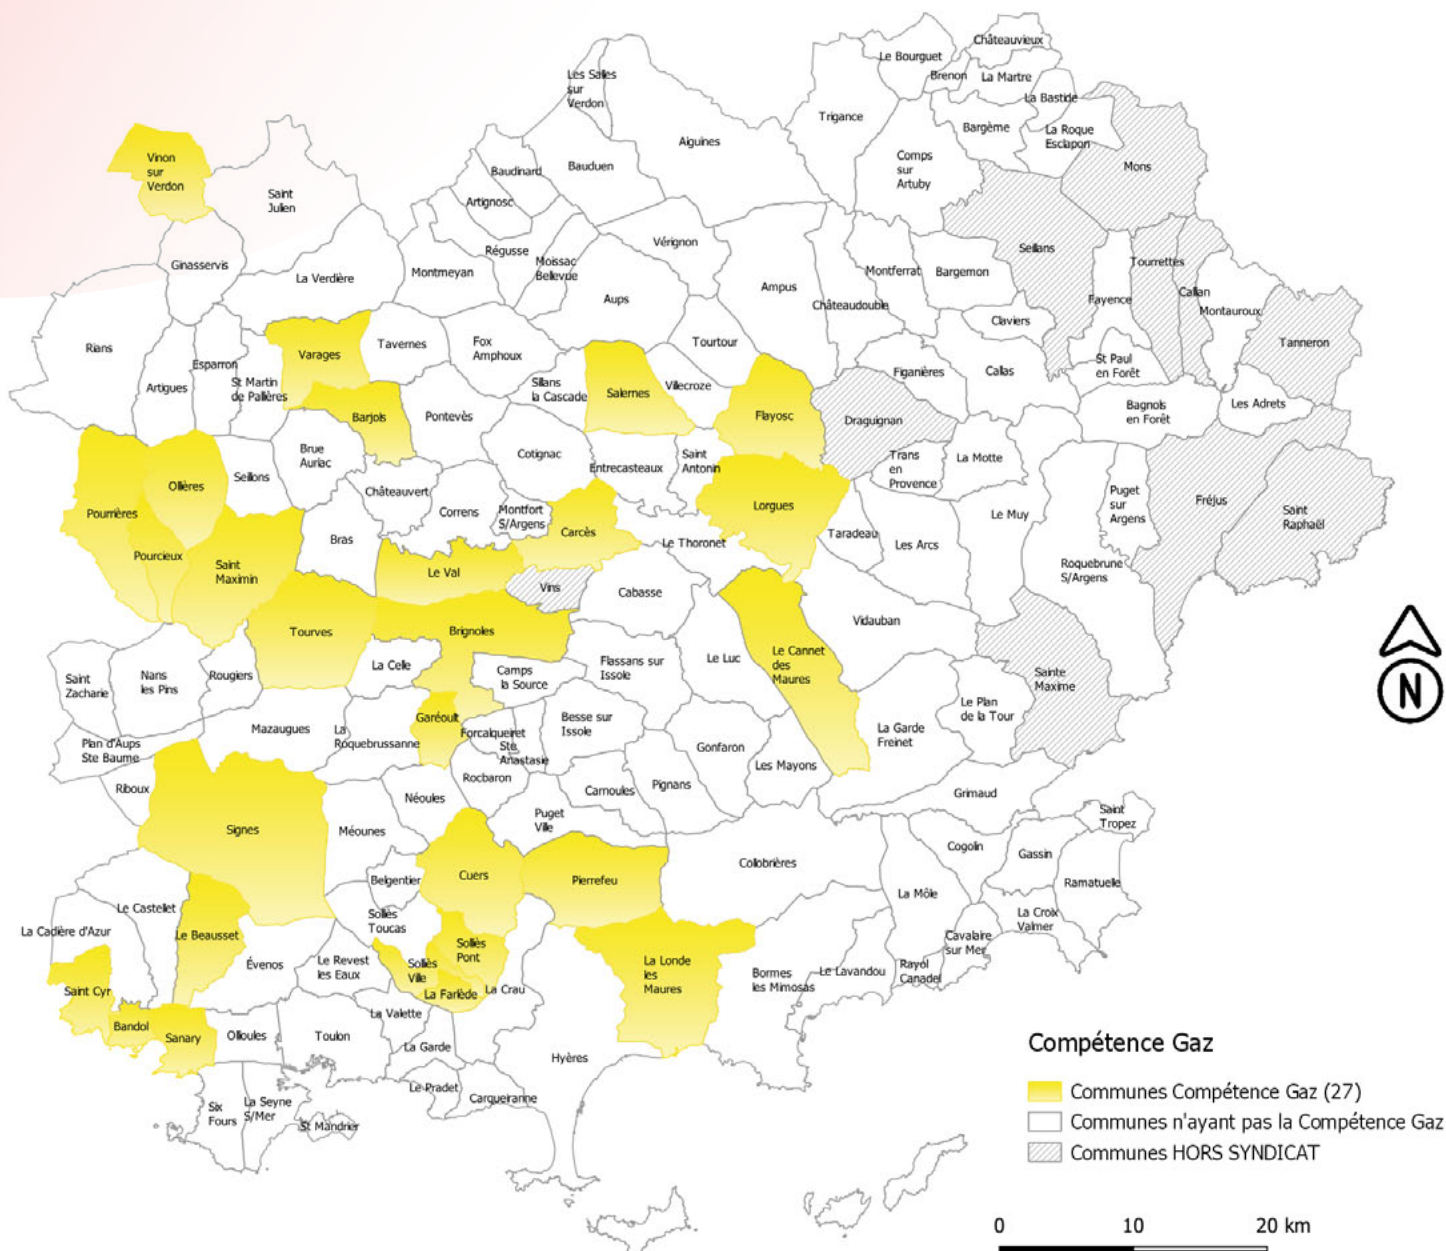 Châteauvieux
Le Bourguet
Brenon
La Martre
Les Salles
sur
Verdon
La Bastide
Trigance
Bargème
La Roque
Esclapon
Aiguines
Vinon
sur
Verdon
Comps
sur
Artuby
Mons
Baudinard
Bauduen
Saint
Julien
Artignosc
Vérignon
Seillans
Régusse
Moissac
Bellevue
Ginasservis
La Verdière
Montmeyan
Montferrat
Bargemon
Tourrettes
Ampus
Aups
Châteaudouble
Fayence
Callian
Montauroux
Claviers
Rians
Varages
Tavernes
Fox
Amphoux
Tourtour
Tanneron
Esparron
Artigues
St Martin
de Pallières
Sillans
la Cascade
Salernes
Villecroze
Figanières
Callas
St Paul
en Forêt
Barjols
Pontevès
Flayosc
Draguignan
Bagnols
en Forêt
Les Adrets
Brue
Auriac
Cotignac
Entrecasteaux
Saint
Antonin
Trans
en
Provence
La Motte
Ollières
Seillons
Châteauvert
Correns
Montfort
S/Argens
Carcès
Lorgues
Le Muy
Puget
sur
Argens
Fréjus
Saint
Raphaël
Pourrières
Pourcieux
Saint
Maximin
Bras
Le Thoronet
Taradeau
Les Arcs
Roquebrune
S/Argens
Le Val
Vins
Cabasse
Tourves
Brignoles
Vidauban
Le Cannet
des
Maures
Le Luc
Flassans sur
Issole
Camps
la Source
La Celle
Saint
Zacharie
Nans
les Pins
Rougiers
Sainte
Maxime
Le Plan
de la Tour
La Garde
Freinet
Garéoult
Forcalqueiret
Ste
Anastasie
Besse sur
Issole
Mazaugues
La
Roquebrussanne
Plan d'Aups
Ste Baume
Gonfaron
Les Mayons
Rocbaron
Riboux
Néoules
Carnoules
Pignans
Grimaud
Puget
Ville
Saint
Tropez
Signes
Méounes
Cogolin
Gassin
Collobrières
Cuers
Pierrefeu
Belgentier
Ramatuelle
La Môle
Le Castellet
Solliès
Toucas
La Croix
Valmer
La Cadière d'Azur
Le Beausset
Solliès
Pont
Cavalaire
sur Mer
Évenos
Le Revest
les Eaux
Solliès
Ville
La Londe
les
Maures
Bormes
les Mimosas
Le Lavandou
Rayol
Canadel
Saint Cyr
La Farlède
La Crau
La Valette
Bandol
Sanary
Ollioules
Toulon
La Garde
Hyères
Le Pradet
Carqueiranne
Six
Fours
La Seyne
S/Mer
St Mandrier
N
Compétence Gaz
Communes Compétence Gaz (27)
Communes n'ayant pas la Compétence Gaz
Communes HORS SYNDICAT
0 10 20 km